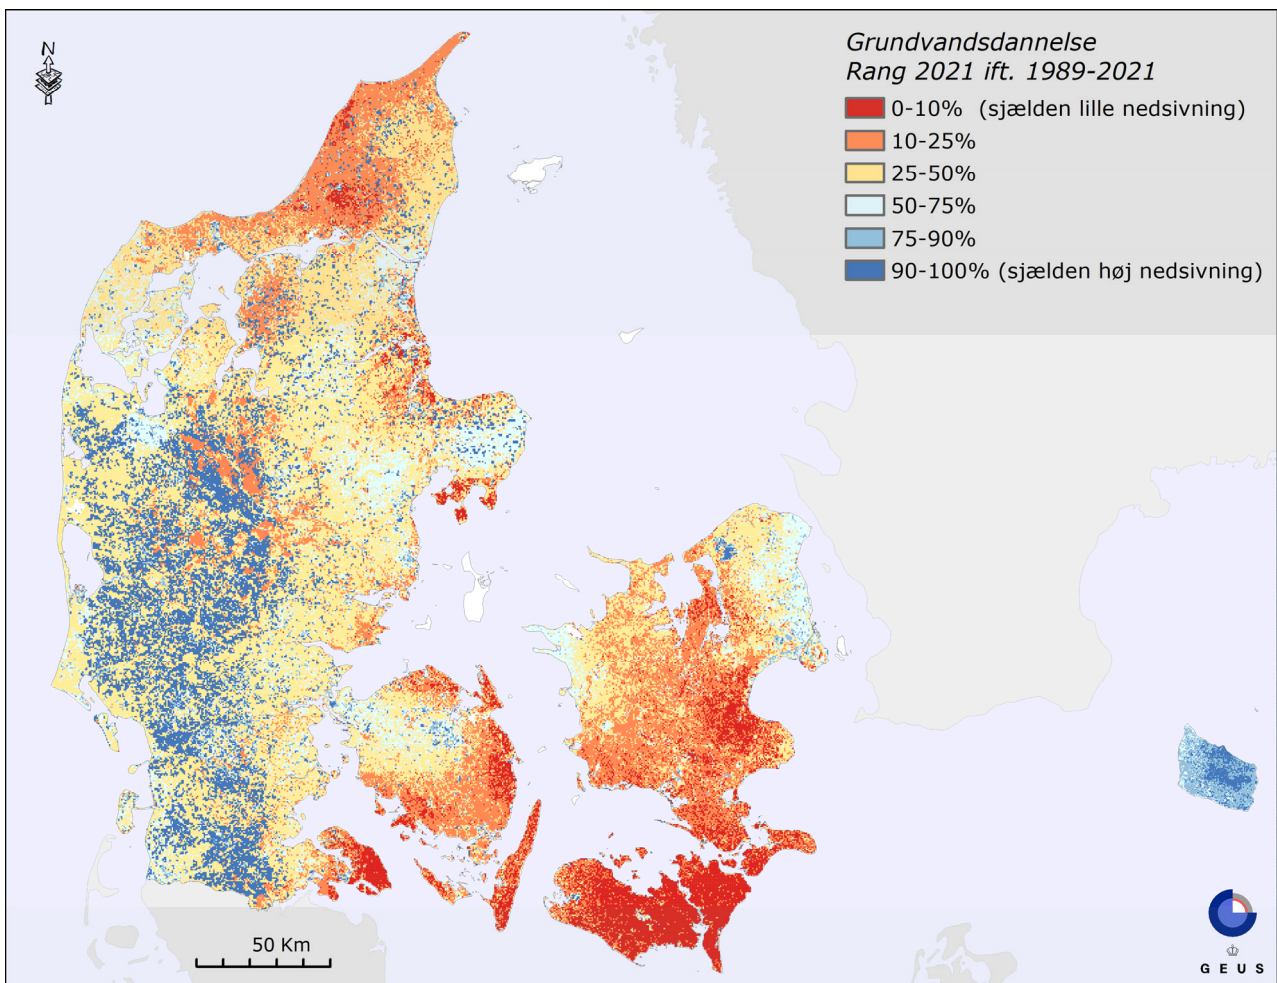 N
Grundvandsdannelse
Rang 2021 ift. 1989-2021
0-10% (sjælden lille nedsivning)
10-25%
25-50%
50-75%
75-90%
90-100% (sjælden høj nedsivning)
50 Km
G E U S